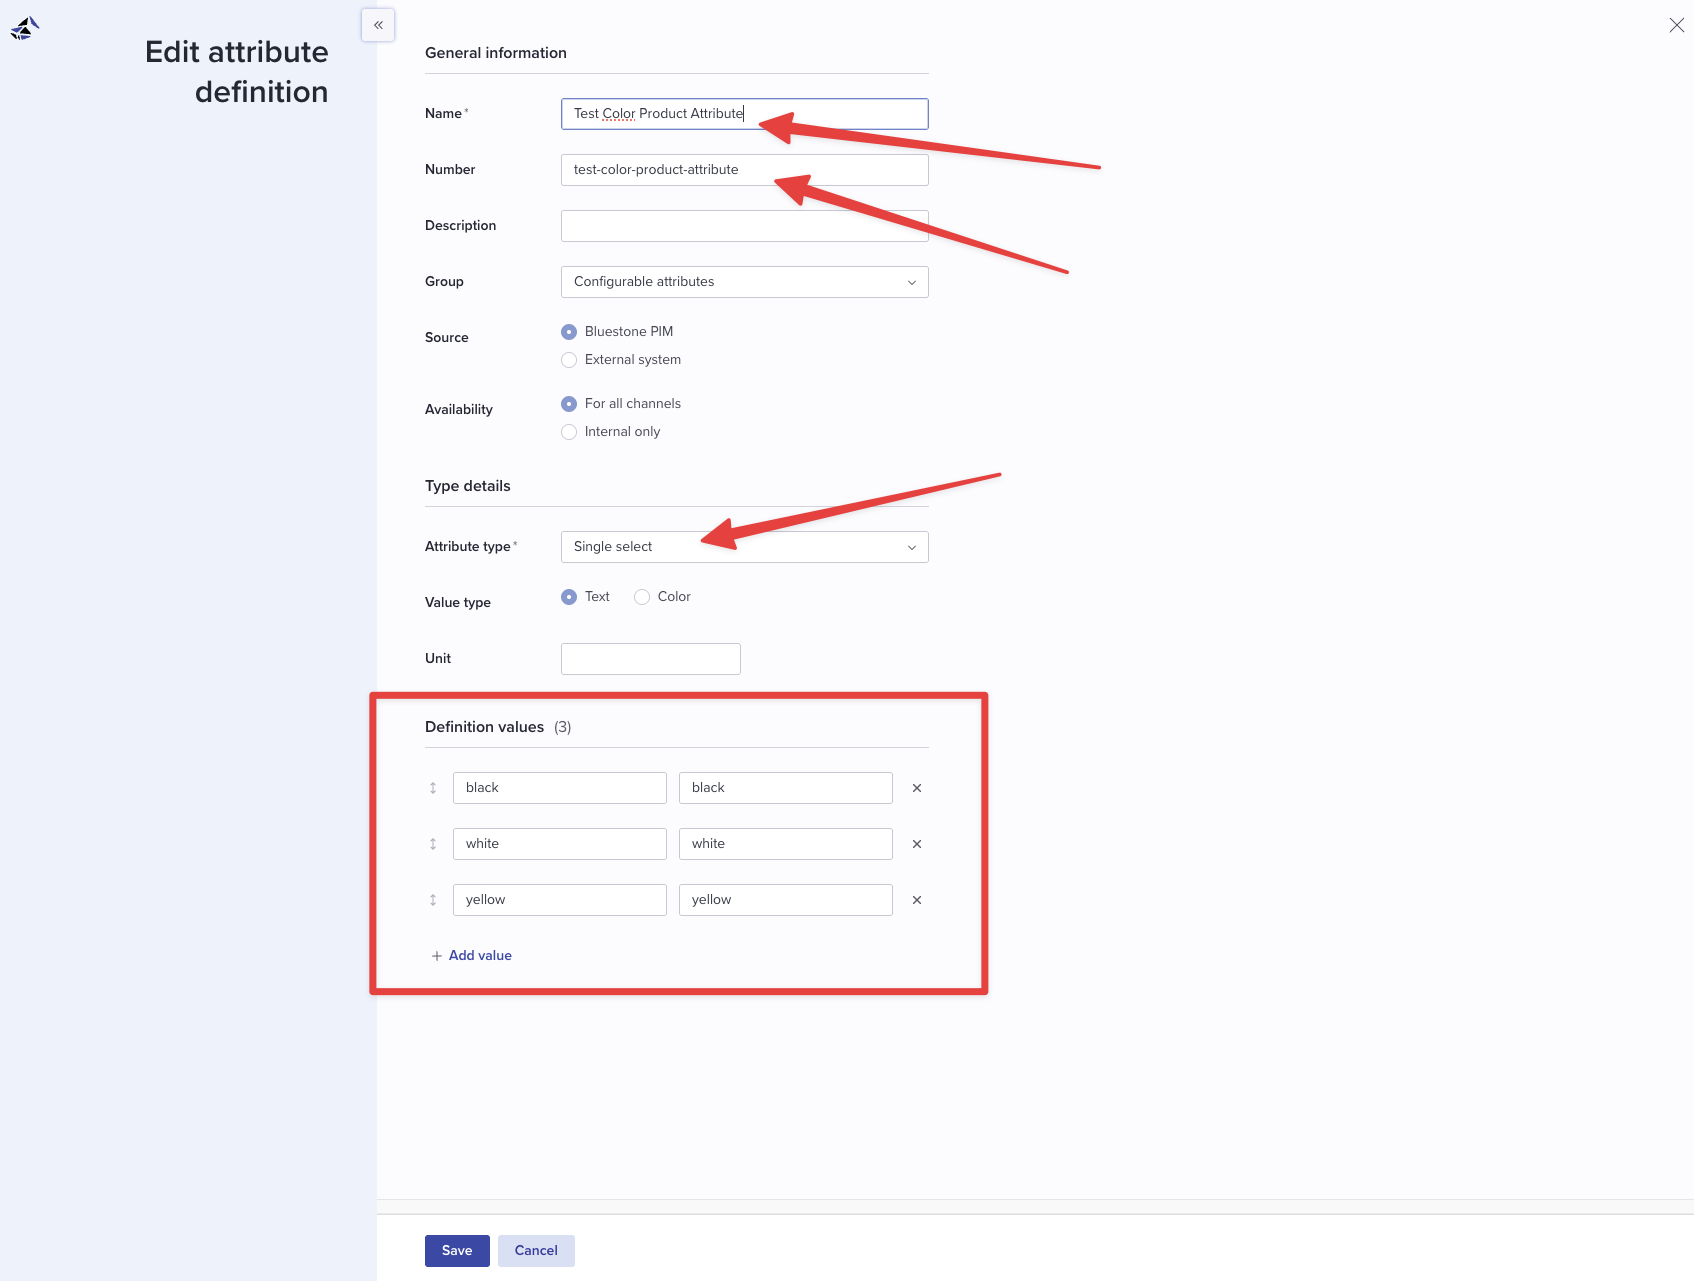 Edit attribute
definition
«
General information
Name* Test Color Product Attribute
Number test-color-product-attribute
Description
Group Configurable attributes
Source Bluestone PIM
External system
Availability For all channels
Internal only
Type details
Attribute type* Single select
Value type Text Color
Unit
Definition values (3)
black black
white white
yellow yellow
+ Add value
Save Cancel